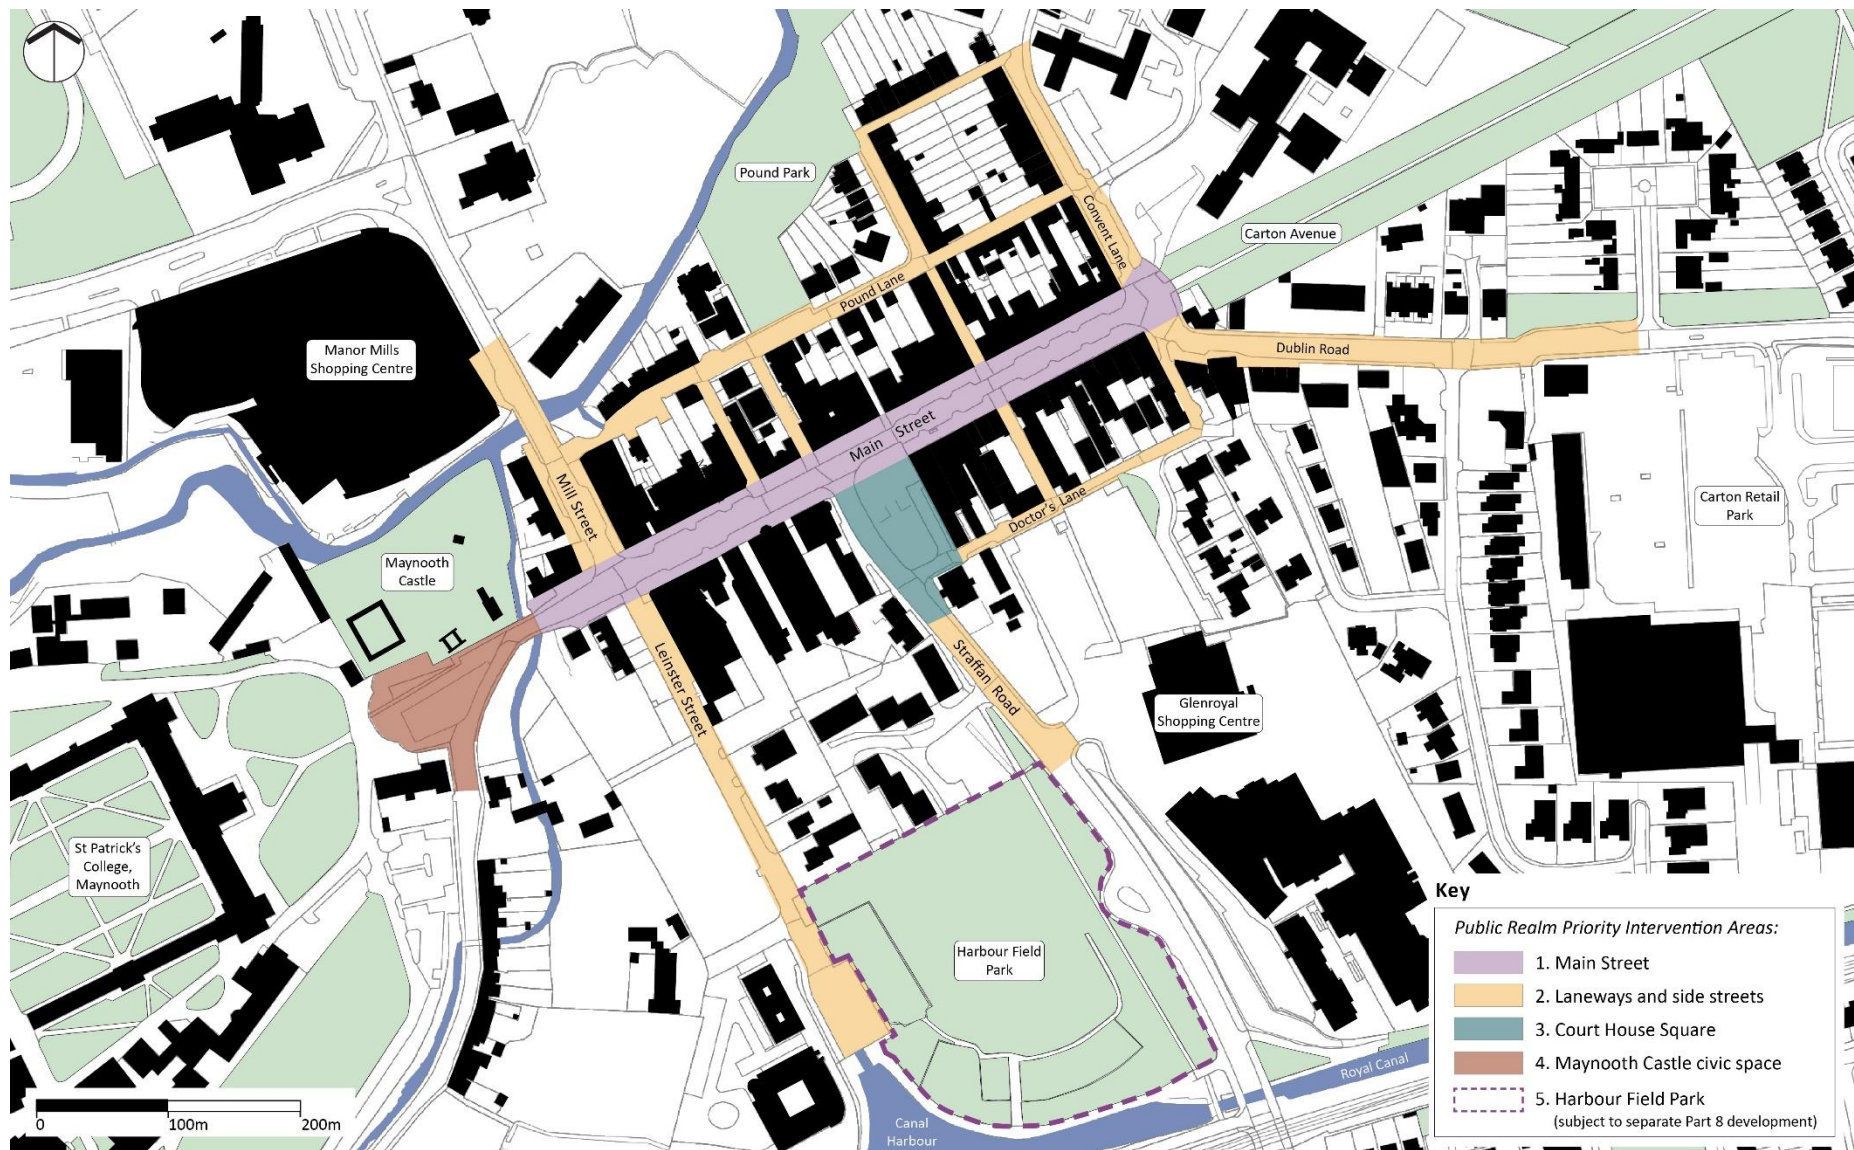 Pound Park
Convent Lane
Carton Avenue
Pound Lane
Manor Mills
Shopping Centre
Dublin Road
Main Street
Mill Street
Carton Retail
Park
Doctor's Lane
Maynooth
Castle
Leinster Street
Straffan Road
Glenroyal
Shopping Centre
St Patrick's
College,
Maynooth
Harbour Field
Park
Royal Canal
Canal
Harbour
0 100m 200m
Key
Public Realm Priority Intervention Areas:
1. Main Street
2. Laneways and side streets
3. Court House Square
4. Maynooth Castle civic space
5. Harbour Field Park
(subject to separate Part 8 development)